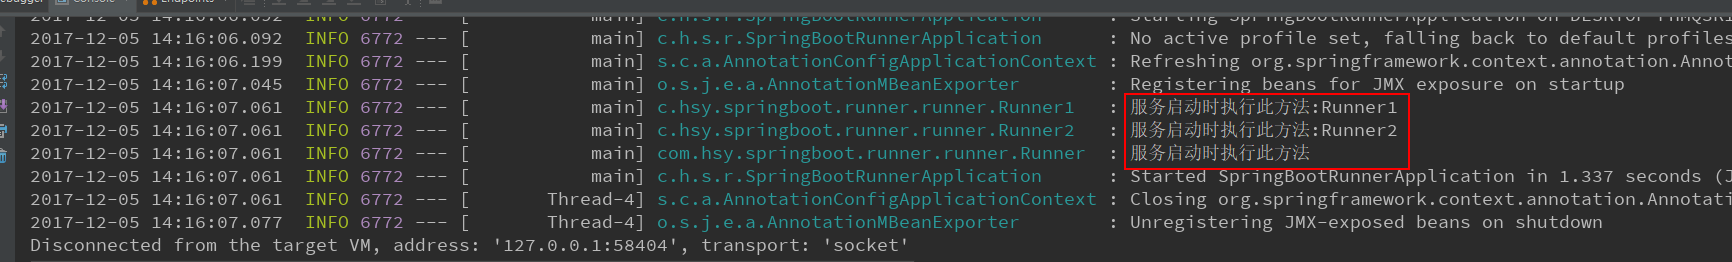 Console Endpoints
2017-12-05 14:16:06.092 INFO 6772 --- [ main] c.h.s.r.SpringBootRunnerApplication : Starting SpringBootRunnerApplication on
2017-12-05 14:16:06.092 INFO 6772 --- [ main] c.h.s.r.SpringBootRunnerApplication : No active profile set, falling back to default profiles
2017-12-05 14:16:06.199 INFO 6772 --- [ main] s.c.a.AnnotationConfigApplicationContext : Refreshing org.springframework.context.annotation.Annot
2017-12-05 14:16:07.045 INFO 6772 --- [ main] o.s.j.e.a.AnnotationMBeanExporter : Registering beans for JMX exposure on startup
2017-12-05 14:16:07.061 INFO 6772 --- [ main] c.hsy.springboot.runner.runner.Runner1 : 服务启动时执行此方法:Runner1
2017-12-05 14:16:07.061 INFO 6772 --- [ main] c.hsy.springboot.runner.runner.Runner2 : 服务启动时执行此方法:Runner2
2017-12-05 14:16:07.061 INFO 6772 --- [ main] com.hsy.springboot.runner.runner.Runner : 服务启动时执行此方法
2017-12-05 14:16:07.061 INFO 6772 --- [ main] c.h.s.r.SpringBootRunnerApplication : Started SpringBootRunnerApplication in 1.337 seconds (J
2017-12-05 14:16:07.061 INFO 6772 --- [ Thread-4] s.c.a.AnnotationConfigApplicationContext : Closing org.springframework.context.annotation.Annotation
2017-12-05 14:16:07.077 INFO 6772 --- [ Thread-4] o.s.j.e.a.AnnotationMBeanExporter : Unregistering JMX-exposed beans on shutdown
Disconnected from the target VM, address: '127.0.0.1:58404', transport: 'socket'